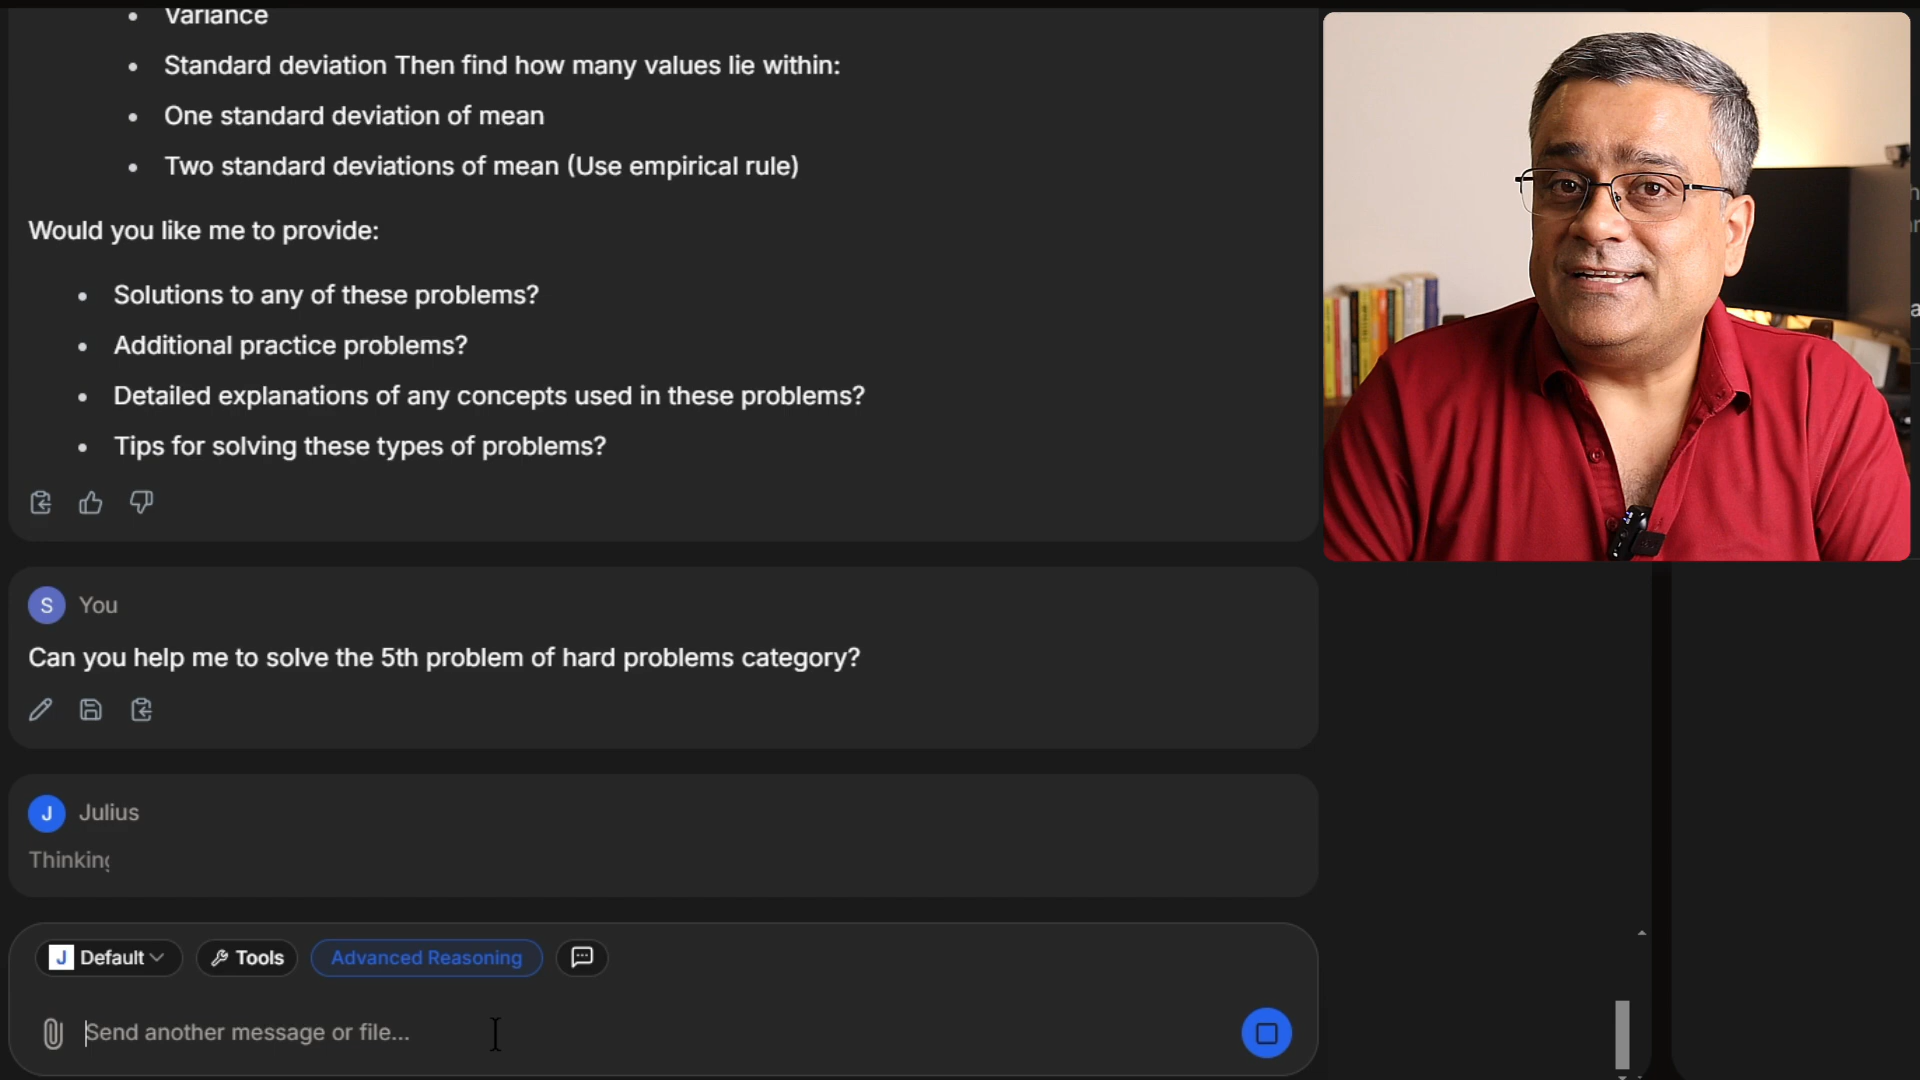 Variance
Standard deviation Then find how many values lie within:
One standard deviation of mean
Two standard deviations of mean (Use empirical rule)
Would you like me to provide:
Solutions to any of these problems?
Additional practice problems?
Detailed explanations of any concepts used in these problems?
Tips for solving these types of problems?
S You
Can you help me to solve the 5th problem of hard problems category?
J Julius
Thinking
J Default Tools Advanced Reasoning
Send another message or file...